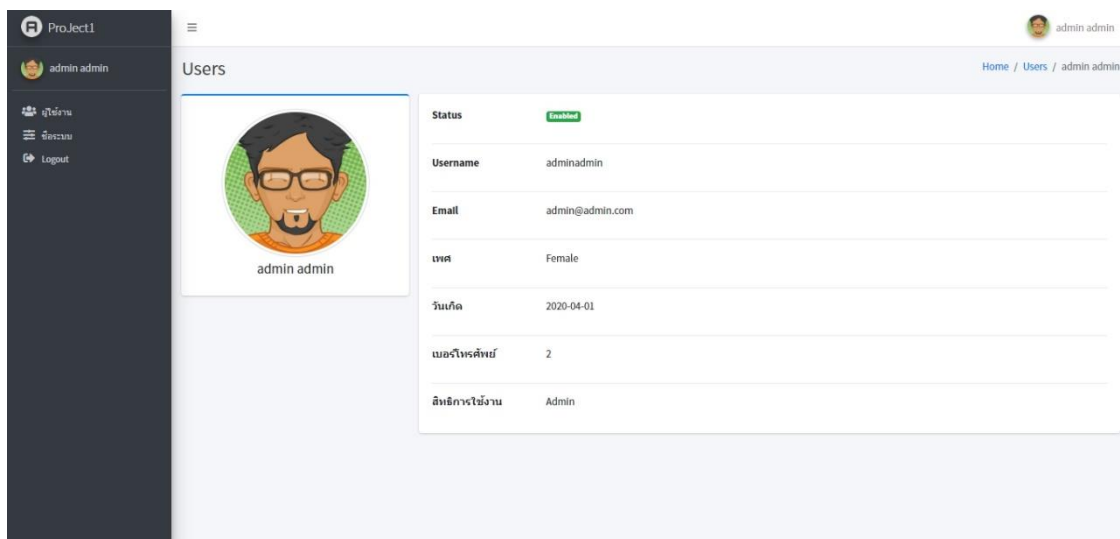 ProJect1
admin admin
admin admin
ผู้ใช้งาน
ชื่อระบบ
Logout
Users
Home / Users / admin admin
admin admin
Status Enabled
Username adminadmin
Email admin@admin.com
เพศ Female
วันเกิด 2020-04-01
เบอร์โทรศัพย์ 2
สิทธิการใช้งาน Admin